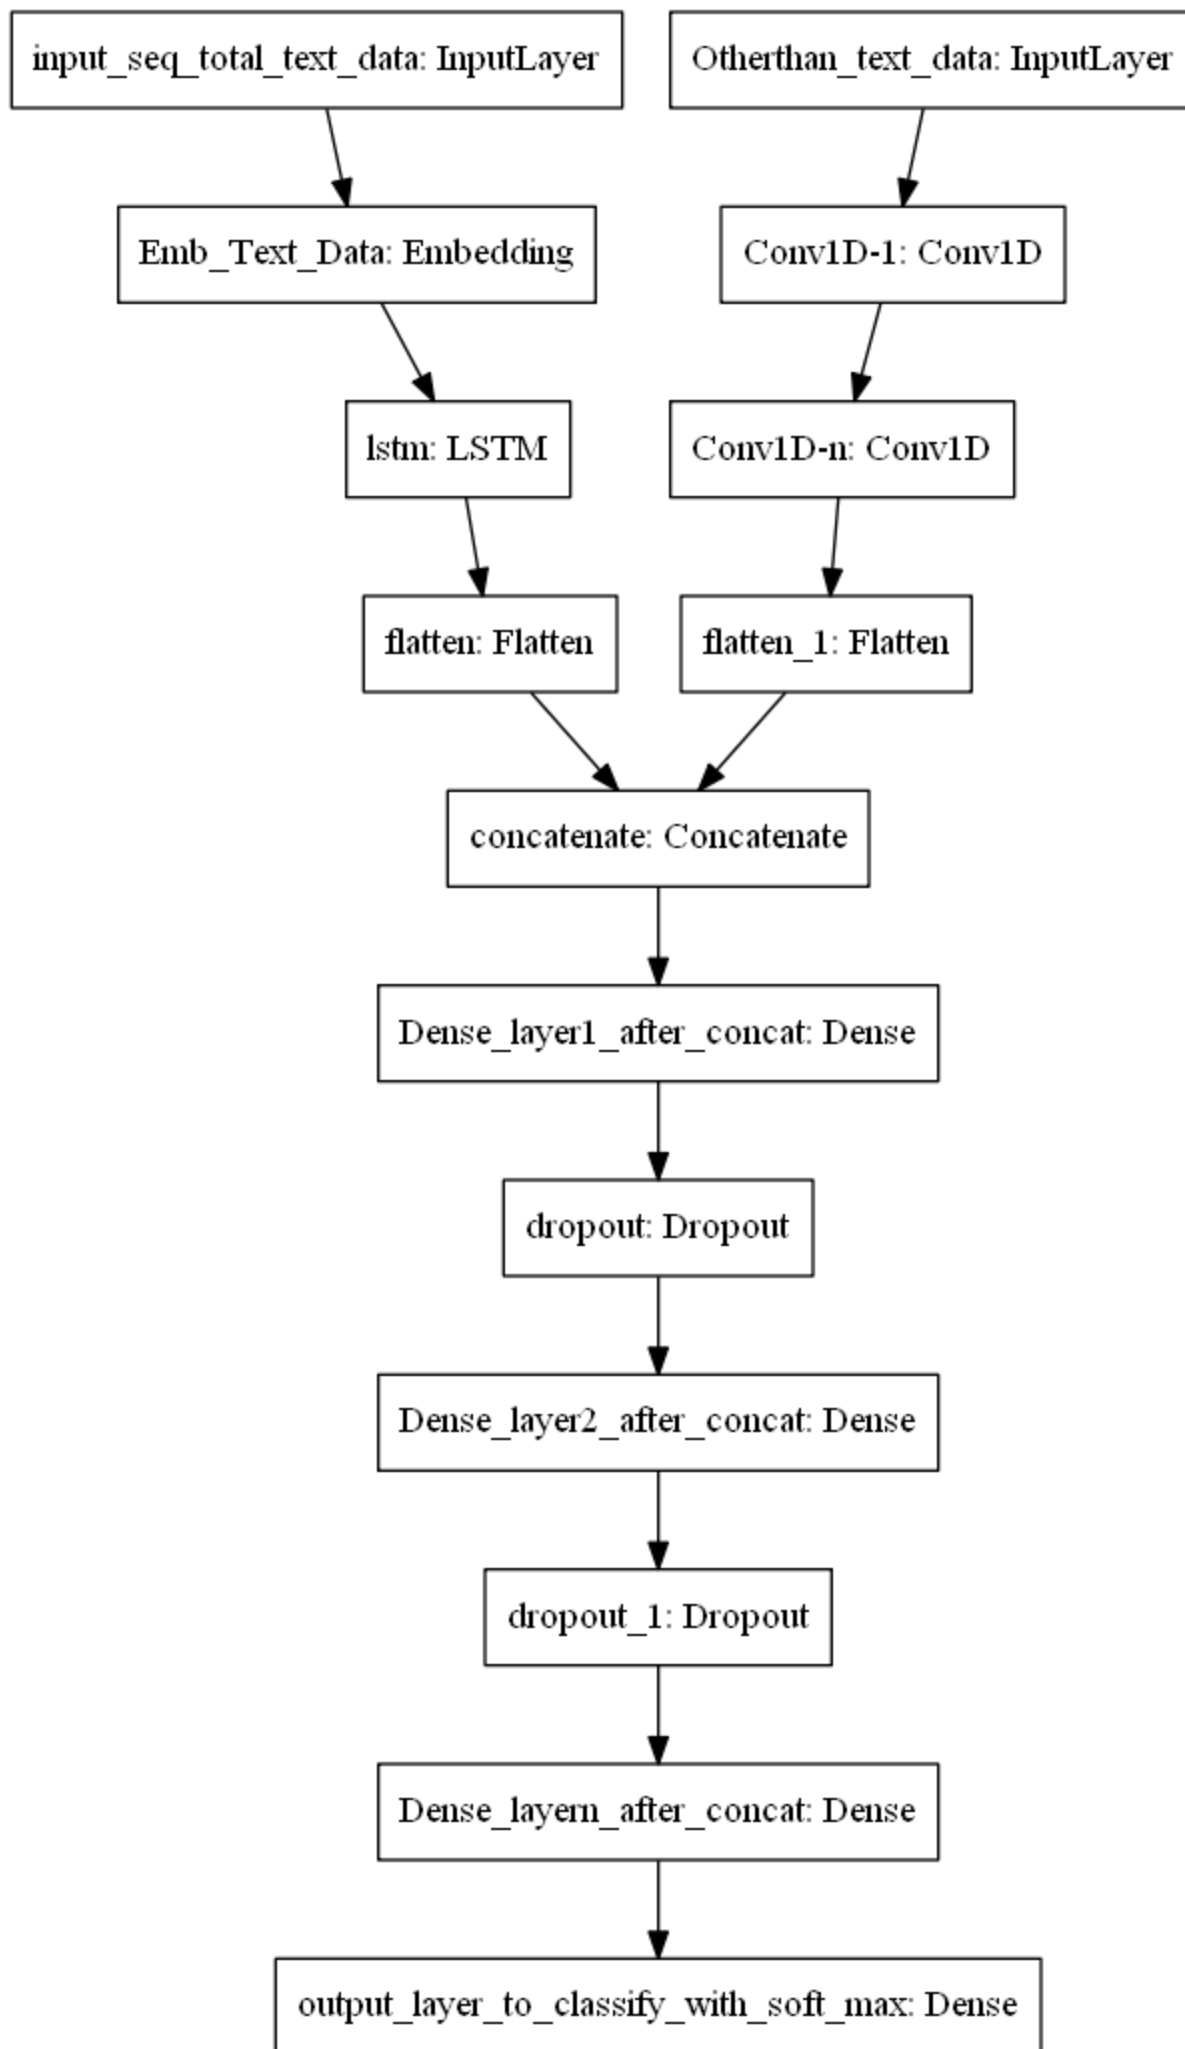 input_seq_total_text_data: InputLayer
Otherthan_text_data: InputLayer
Emb_Text_Data: Embedding
Conv1D-1: Conv1D
lstm: LSTM
Conv1D-n: Conv1D
flatten: Flatten
flatten_1: Flatten
concatenate: Concatenate
Dense_layer1_after_concat: Dense
dropout: Dropout
Dense_layer2_after_concat: Dense
dropout_1: Dropout
Dense_layern_after_concat: Dense
output_layer_to_classify_with_soft_max: Dense